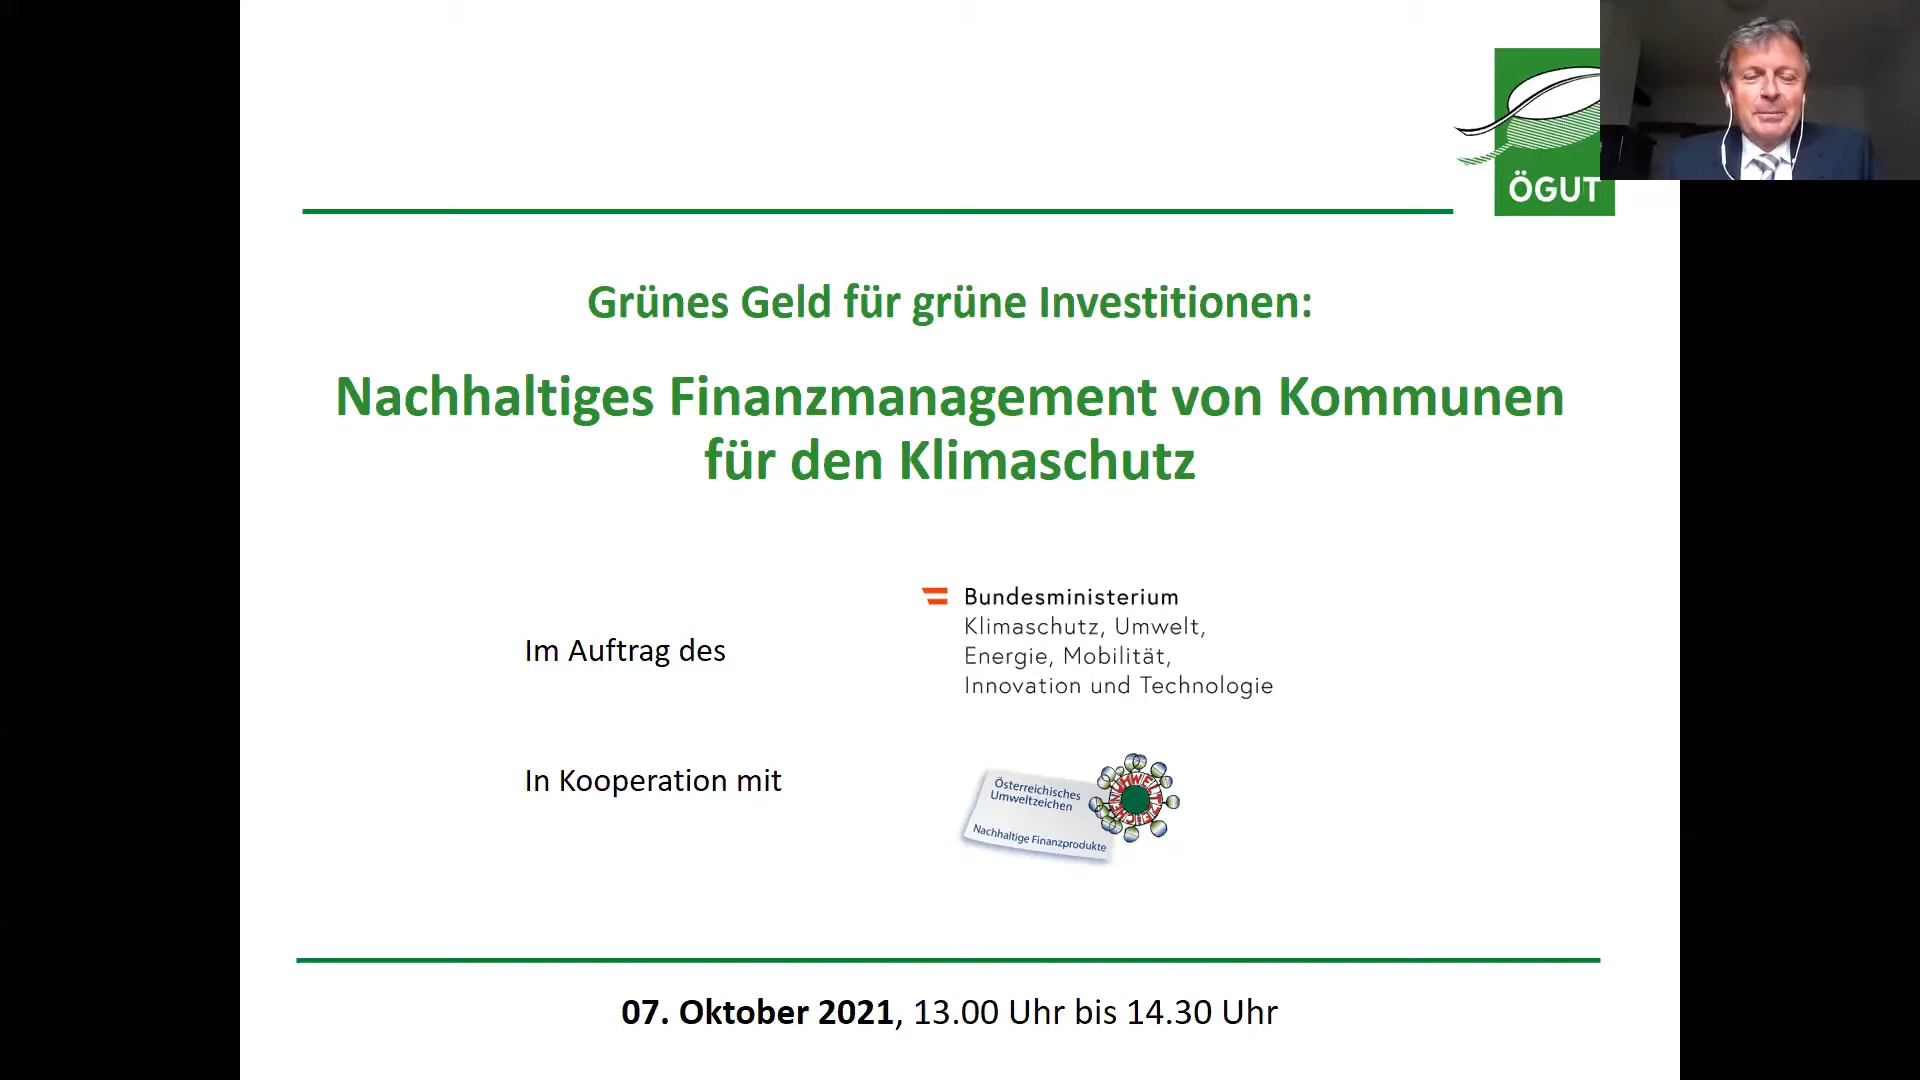 ÖGUT
Grünes Geld für grüne Investitionen:
Nachhaltiges Finanzmanagement von Kommunen
für den Klimaschutz
Im Auftrag des
Bundesministerium
Klimaschutz, Umwelt,
Energie, Mobilität,
Innovation und Technologie
In Kooperation mit
Österreichisches
Umweltzeichen
Nachhaltige Finanzprodukte
UMWELTZEICHEN
07. Oktober 2021, 13.00 Uhr bis 14.30 Uhr